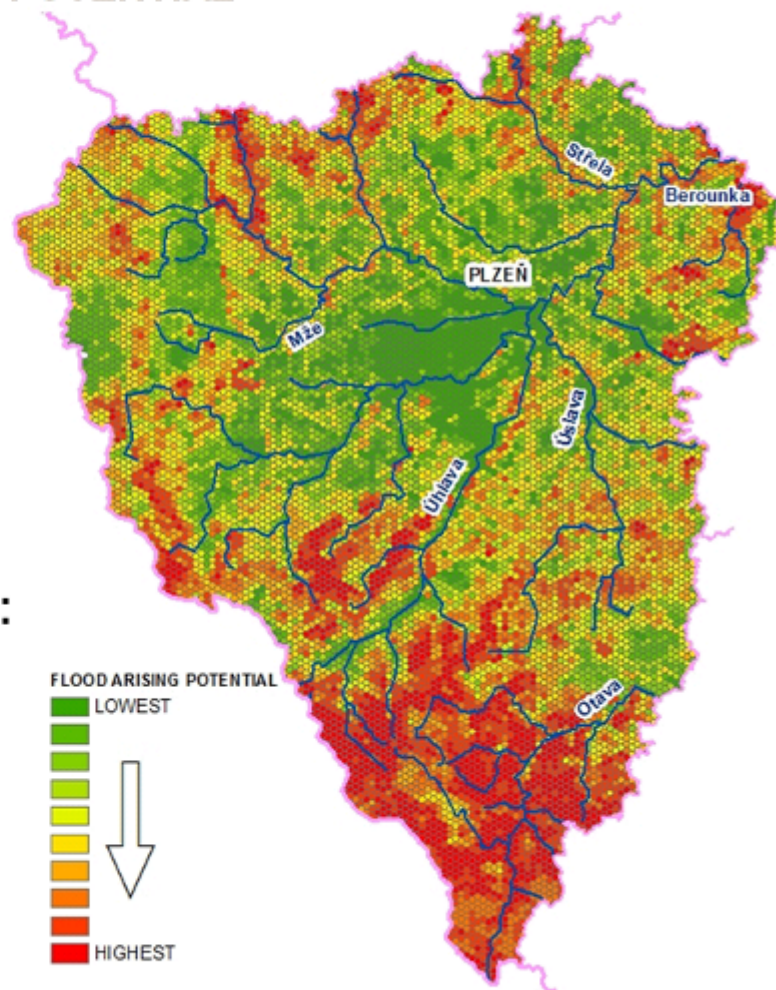 Střela
Berounka
PLZEŇ
Mže
Úslava
Úhlava
:
Otava
FLOOD ARISING POTENTIAL
LOWEST
HIGHEST